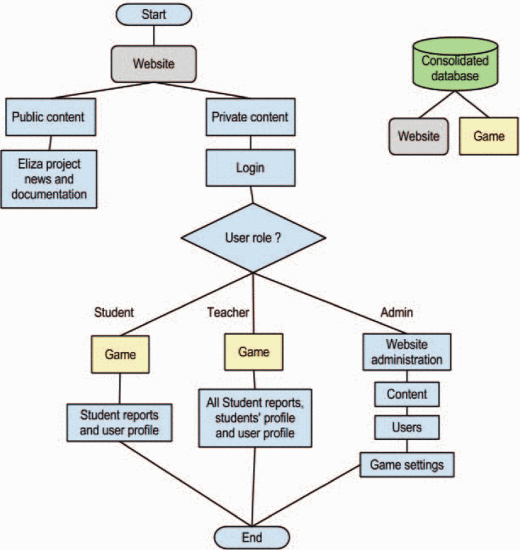 Start
Website
Consolidated
database
Public content
Private content
Website
Game
Eliza project
news and
documentation
Login
User role ?
Student
Teacher
Admin
Game
Game
Website
administration
Student reports
and user profile
All Student reports,
students' profile
and user profile
Content
Users
Game settings
End